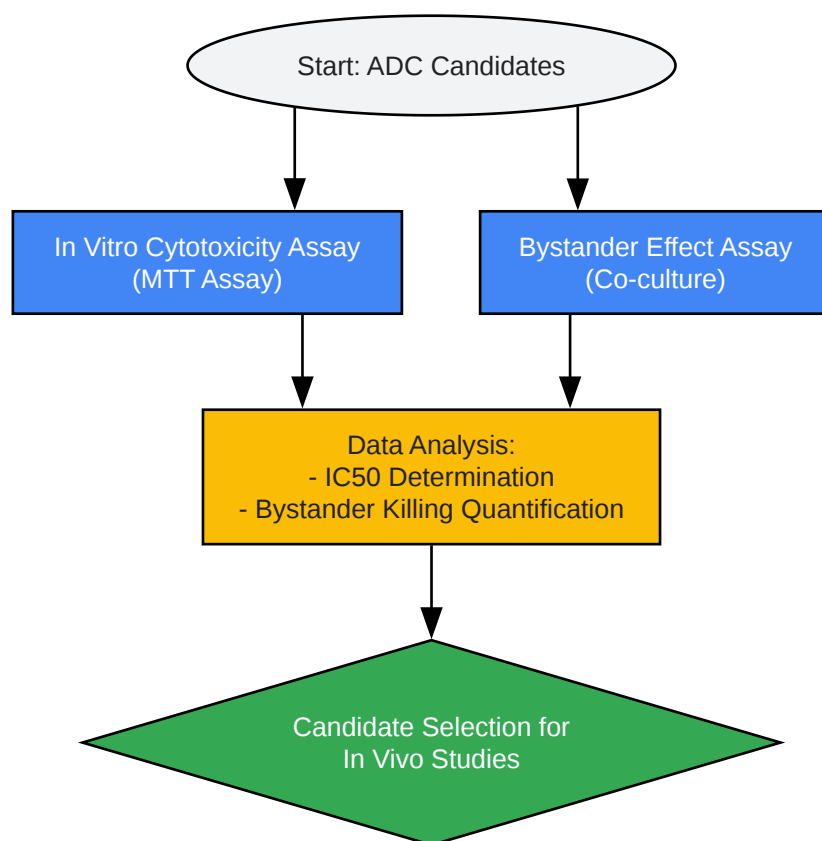 Start: ADC Candidates
In Vitro Cytotoxicity Assay
(MTT Assay)
Bystander Effect Assay
(Co-culture)
Data Analysis:
- IC50 Determination
- Bystander Killing Quantification
Candidate Selection for
In Vivo Studies